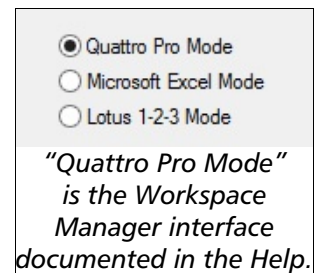 Quattro Pro Mode
Microsoft Excel Mode
Lotus 1-2-3 Mode
“Quattro Pro Mode”
is the Workspace
Manager interface
documented in the Help.